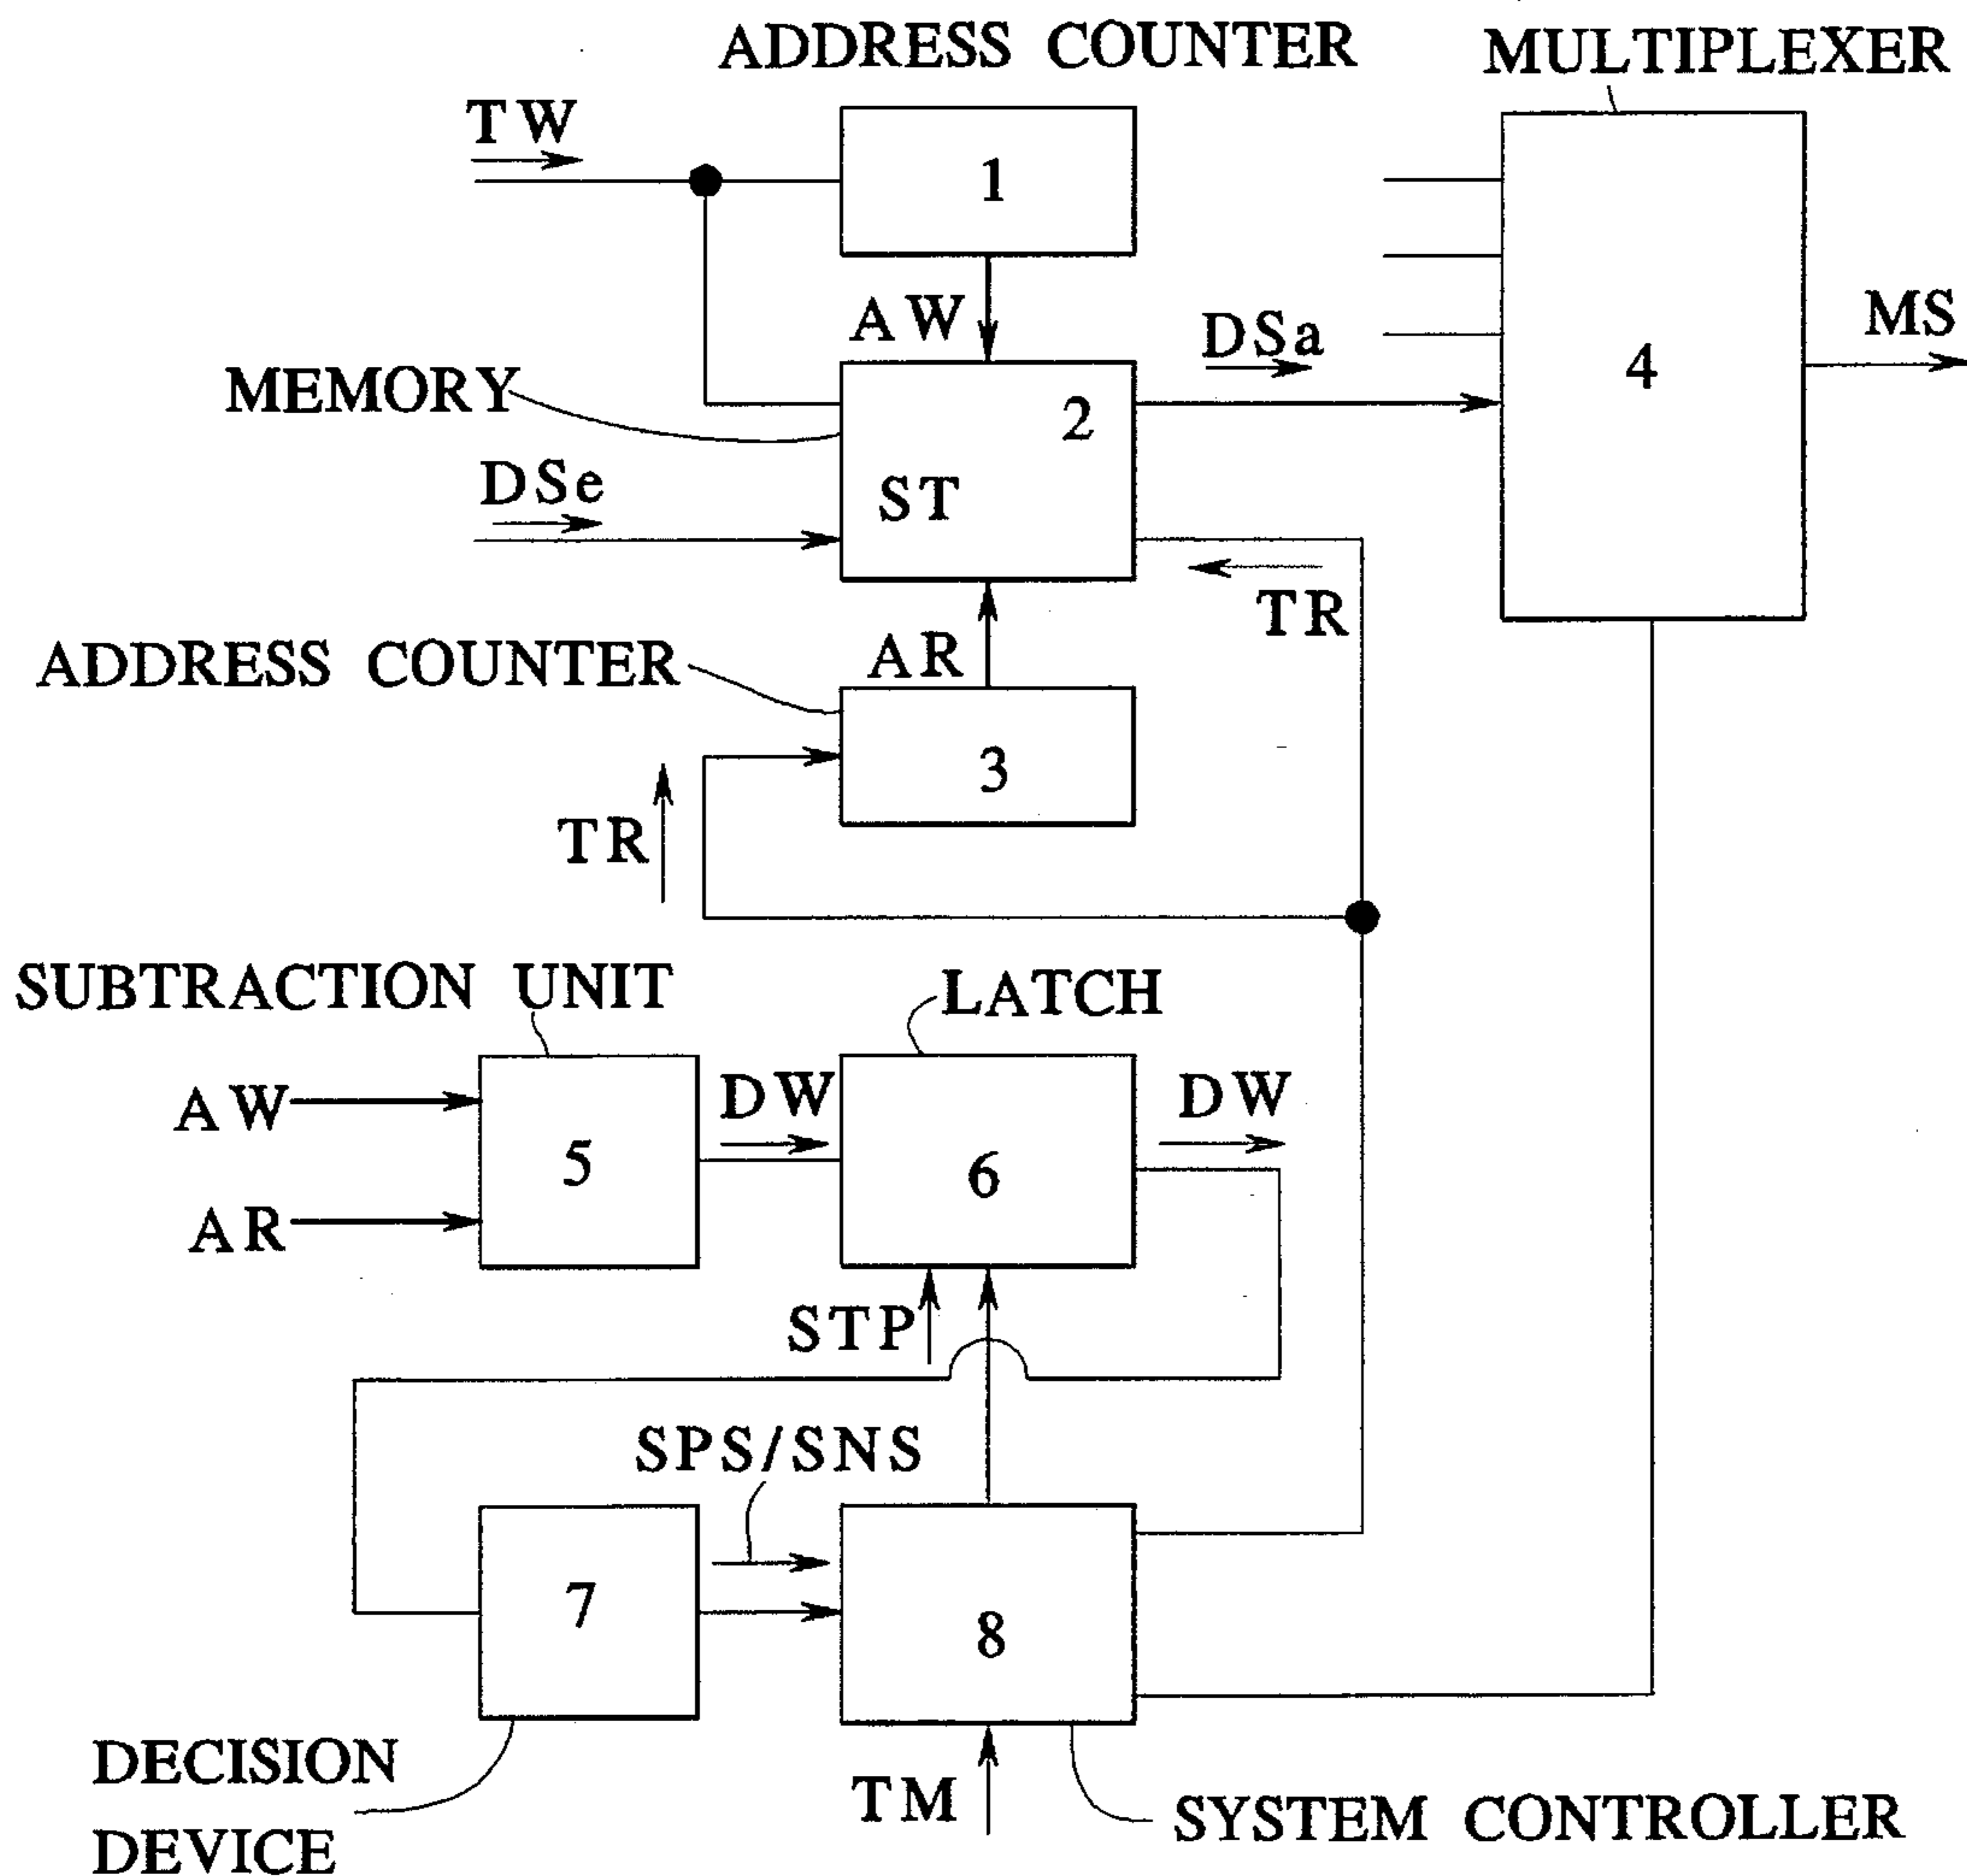 ADDRESS COUNTER
MULTIPLEXER
TW
1
AW
MEMORY
DSa
4
MS
2
DSe
ST
TR
ADDRESS COUNTER
AR
3
TR
SUBTRACTION UNIT
LATCH
AW
DW
DW
5
6
AR
STP
SPS/SNS
7
8
DECISION
DEVICE
TM
SYSTEM CONTROLLER